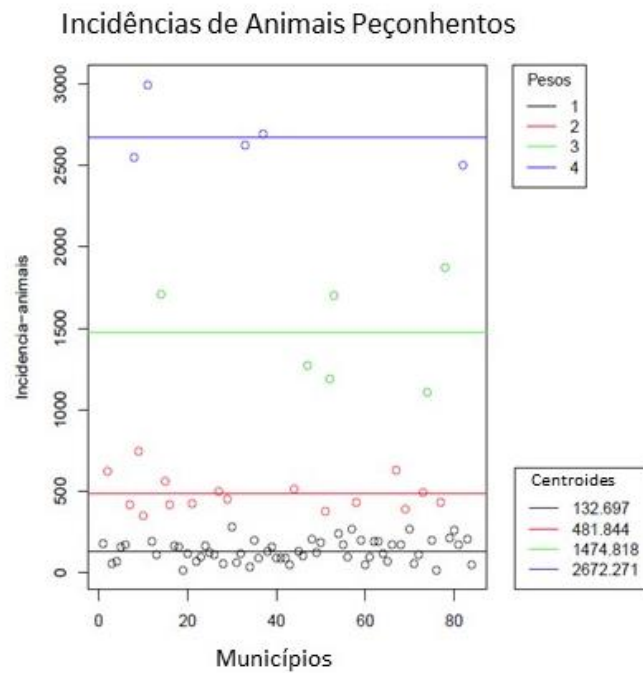 Incidências de Animais Peçonhentos
Incidencia-animais
3000
2500
2000
1500
1000
500
0
0 20 40 60 80
Municípios
Pesos
1
2
3
4
Centroides
132.697
481.844
1474.818
2672.271